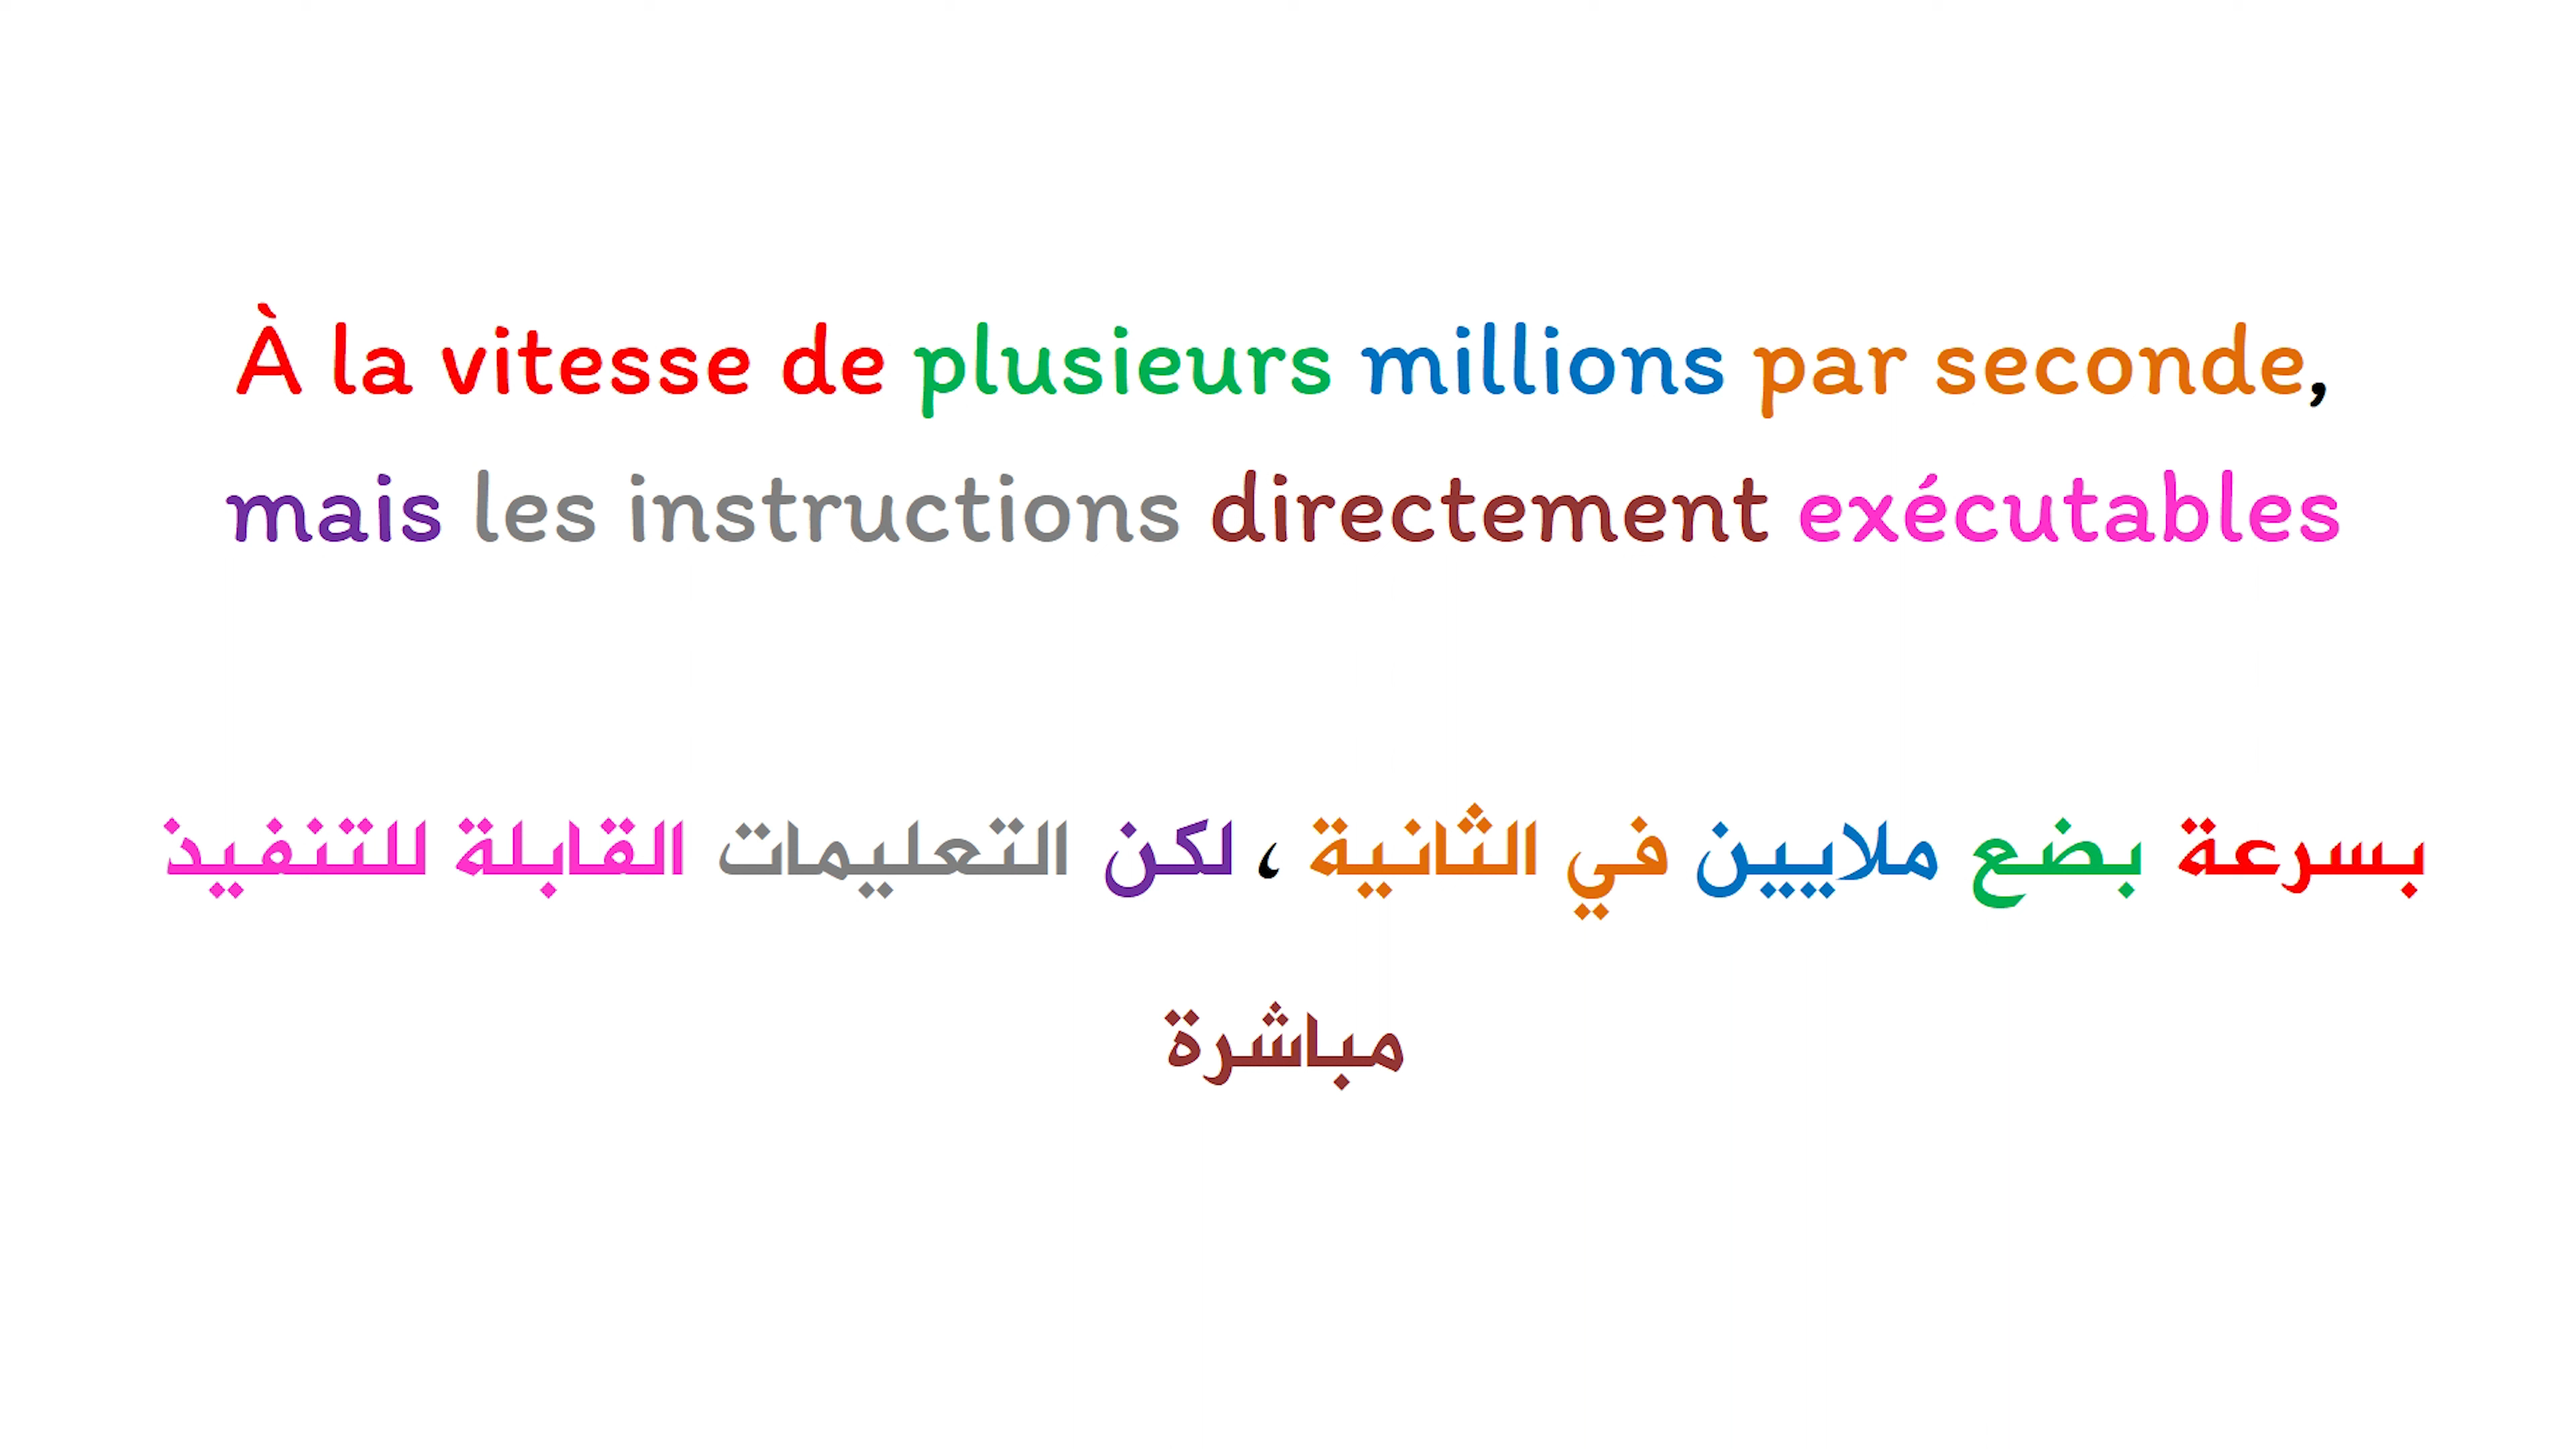 À la vitesse de plusieurs millions par seconde,
mais les instructions directement exécutables
بسرعة بضع ملايين في الثانية ، لكن التعليمات القابلة للتنفيذ
مباشرة